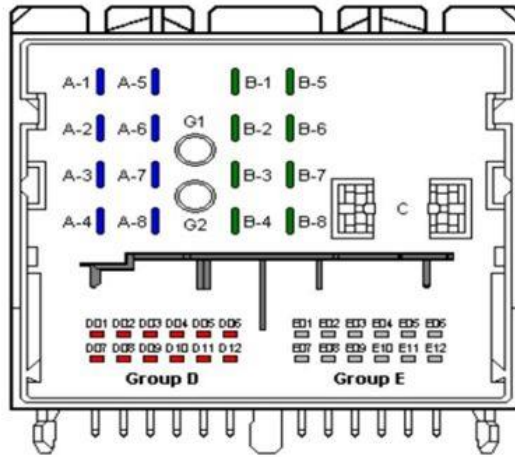 A-1 A-5 B-1 B-5
A-2 A-6 G1 B-2 B-6
A-3 A-7 B-3 B-7
C
A-4 A-8 G2 B-4 B-8
D01 D02 D03 D04 D05 D06 E01 E02 E03 E04 E05 E06
D07 D08 D09 D10 D11 D12 E07 E08 E09 E10 E11 E12
Group D Group E